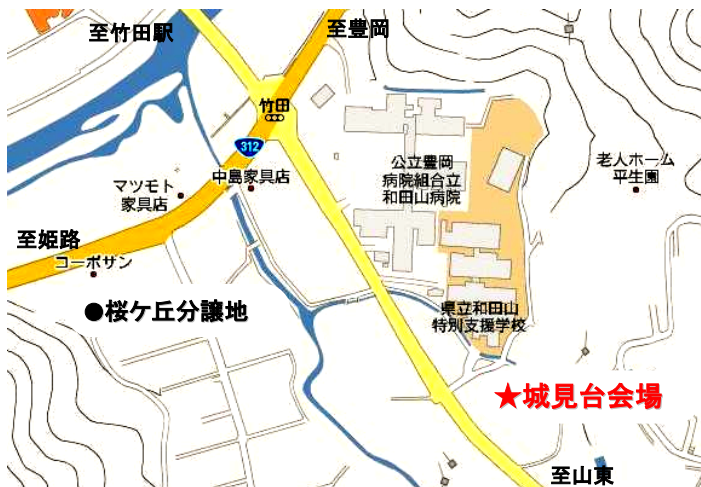 至竹田駅
至豊岡
竹田
312
中島家具店
マツモト
家具店
公立豊岡
病院組合立
和田山病院
老人ホーム
平生園
至姫路
コーポサン
●桜ケ丘分譲地
県立和田山
特別支援学校
★城見台会場
至山東